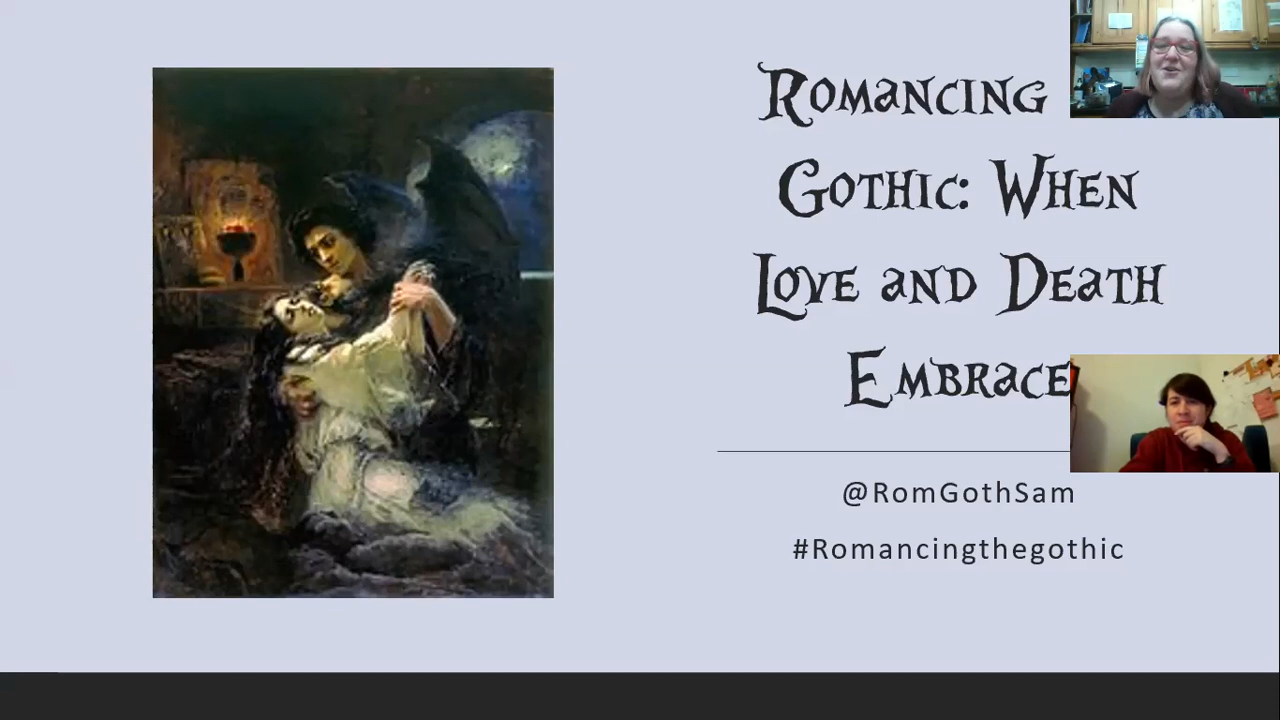 Romancing
Gothic: When
Love and Death
Embrace
@RomGothSam
#Romancingthegothic